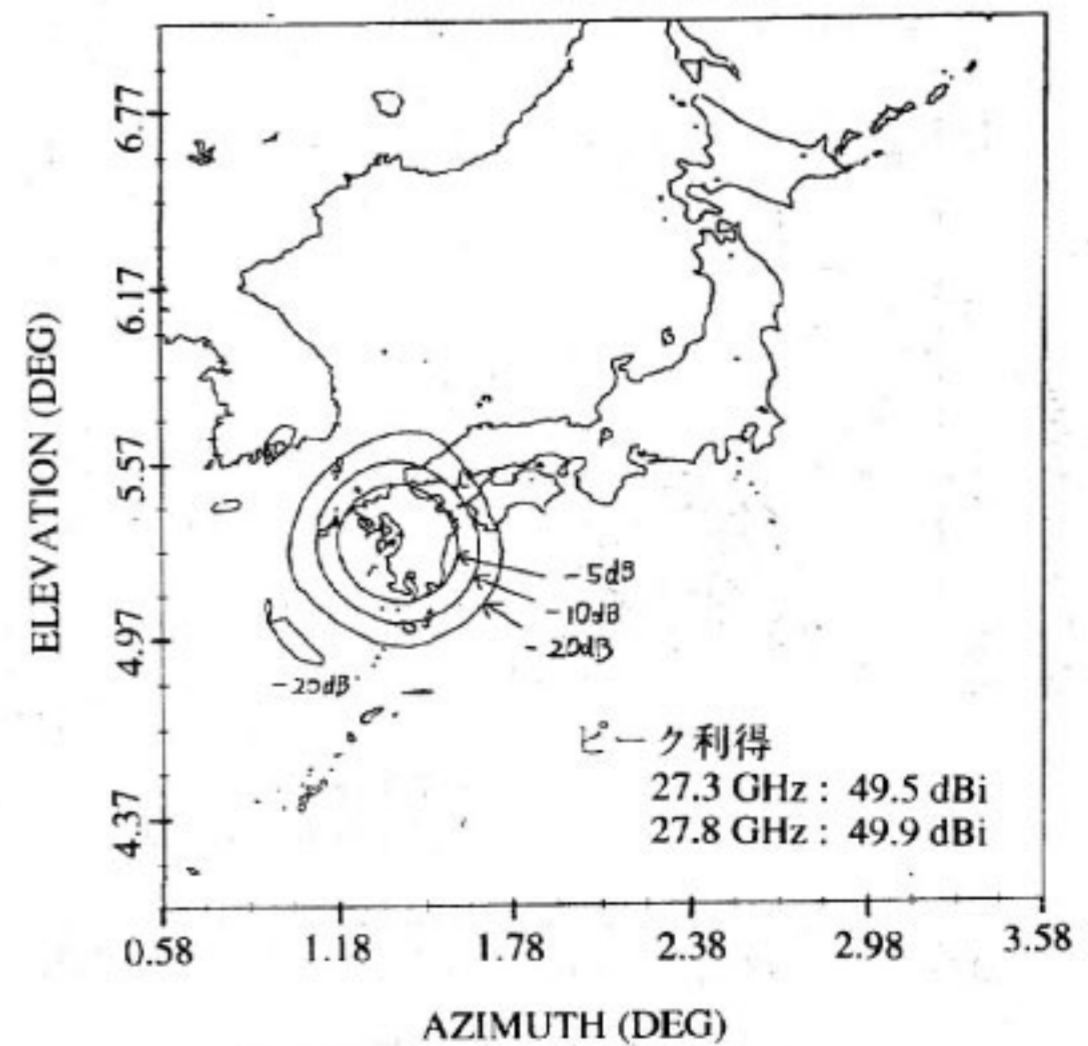 ELEVATION (DEG)
6.77
6.17
5.57
4.97
4.37
-5dB
-10dB
-20dB
-20dB
ピーク利得
27.3 GHz : 49.5 dBi
27.8 GHz : 49.9 dBi
0.58 1.18 1.78 2.38 2.98 3.58
AZIMUTH (DEG)